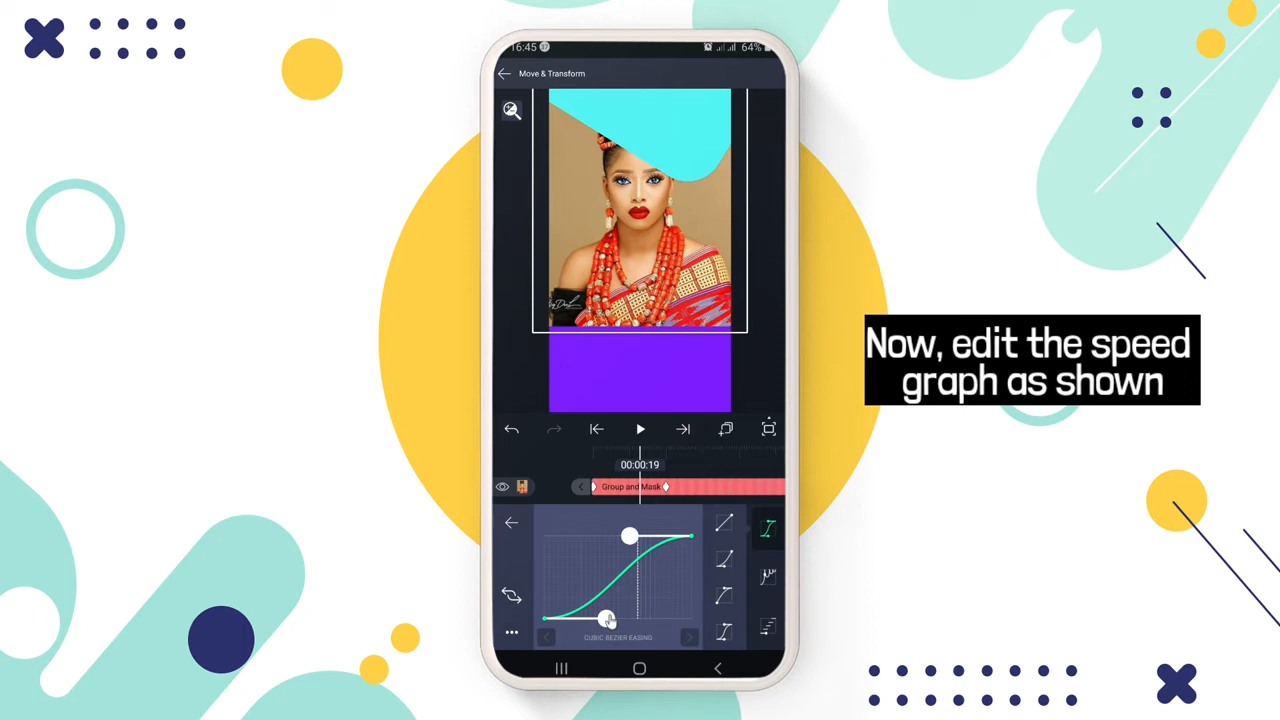 16:45
64%
Move & Transform
00:00:19
Group and Mask
CUBIC BEZIER EASING
Now, edit the speed
graph as shown